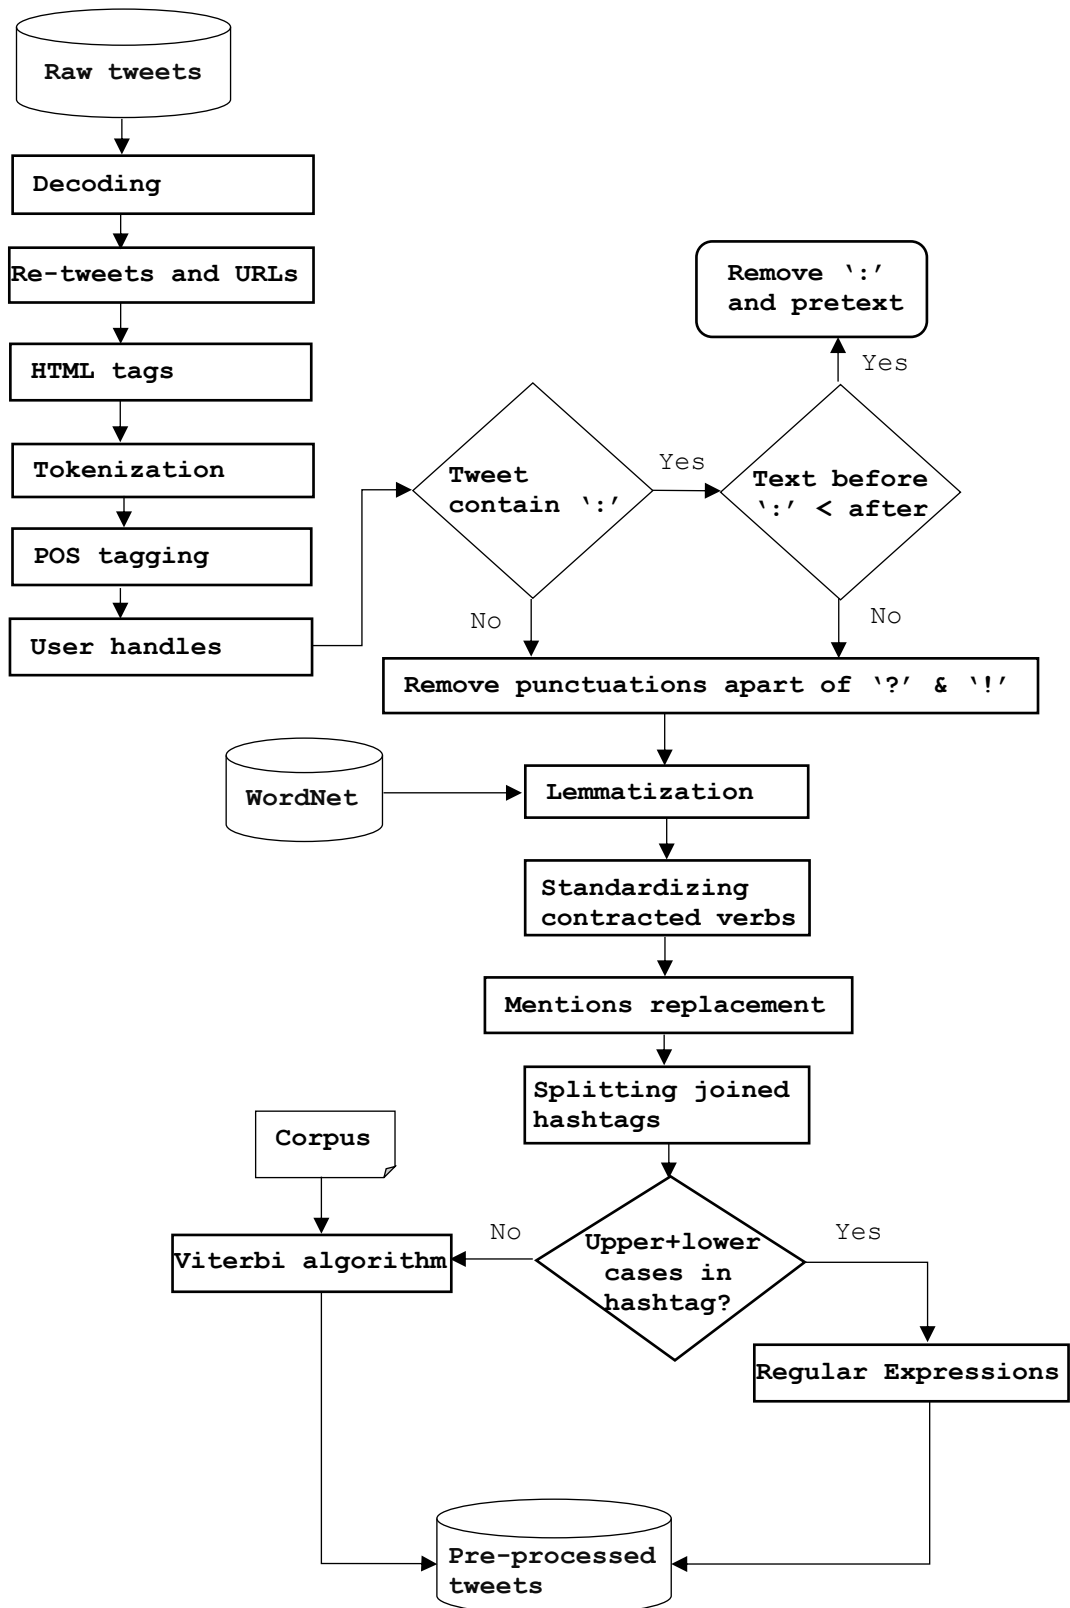 Raw tweets
Decoding
Re-tweets and URLs
HTML tags
Tokenization
POS tagging
User handles
Remove ‘:’
and pretext
Yes
Tweet
contain ‘:’
Yes
Text before
‘:’ < after
No
No
Remove punctuations apart of ‘?’ & ‘!’
WordNet
Lemmatization
Standardizing
contracted verbs
Mentions replacement
Splitting joined
hashtags
Corpus
Upper+lower
cases in
hashtag?
No
Yes
Viterbi algorithm
Regular Expressions
Pre-processed
tweets